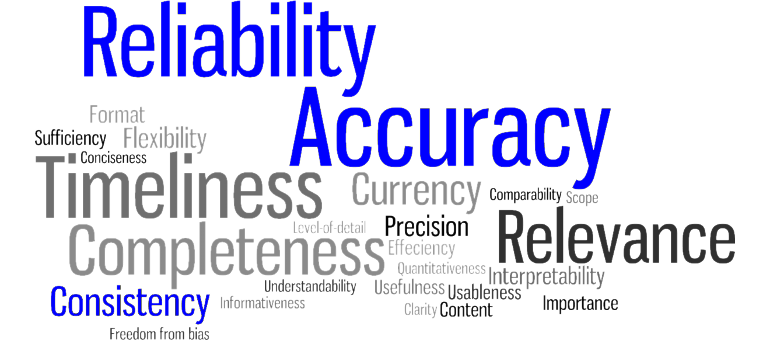 Reliability
Accuracy
Format
Sufficiency Flexibility
Conciseness
Timeliness Currency Comparability Scope
Level-of-detail Precision Relevance
Completeness Effeciency
Quantitativeness Interpretability
Understandability Usefulness Usableness
Consistency Informativeness Clarity Content Importance
Freedom from bias